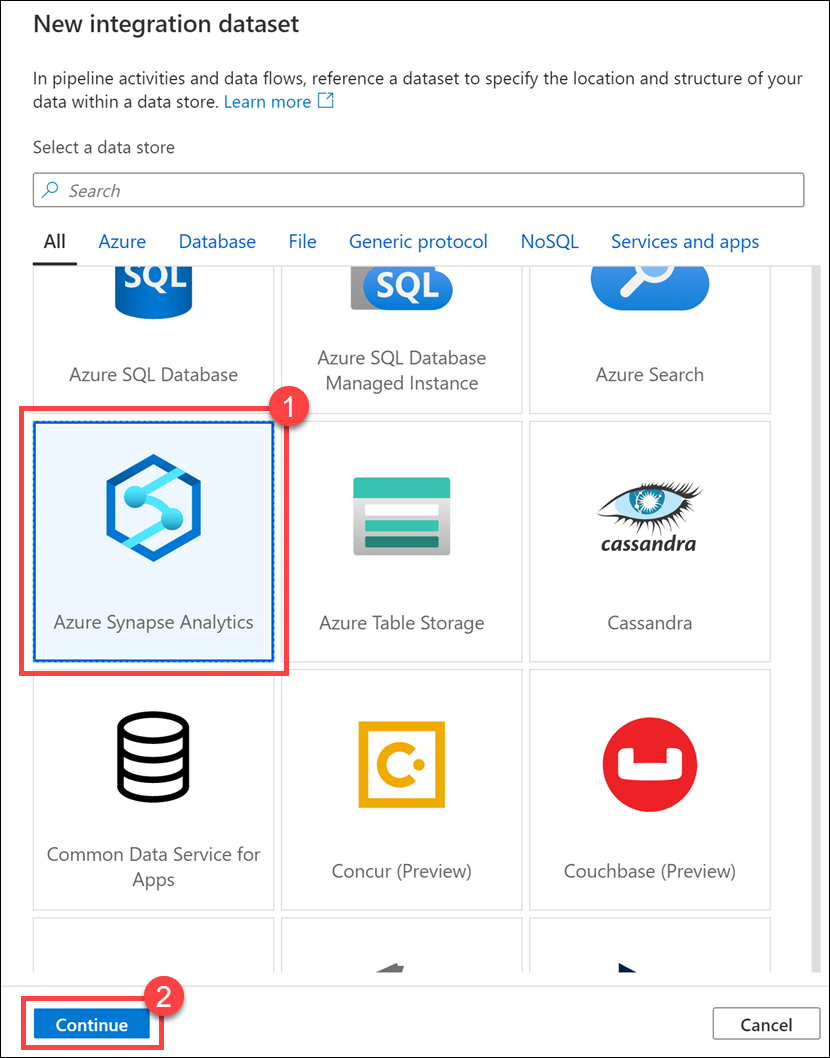 New integration dataset
In pipeline activities and data flows, reference a dataset to specify the location and structure of your
data within a data store. Learn more
Select a data store
Search
All Azure Database File Generic protocol NoSQL Services and apps
SQL SQL
Azure SQL Database
Azure SQL Database
Managed Instance
Azure Search
1
cassandra
Azure Synapse Analytics
Azure Table Storage
Cassandra
Common Data Service for
Apps
Concur (Preview)
Couchbase (Preview)
2
Continue
Cancel